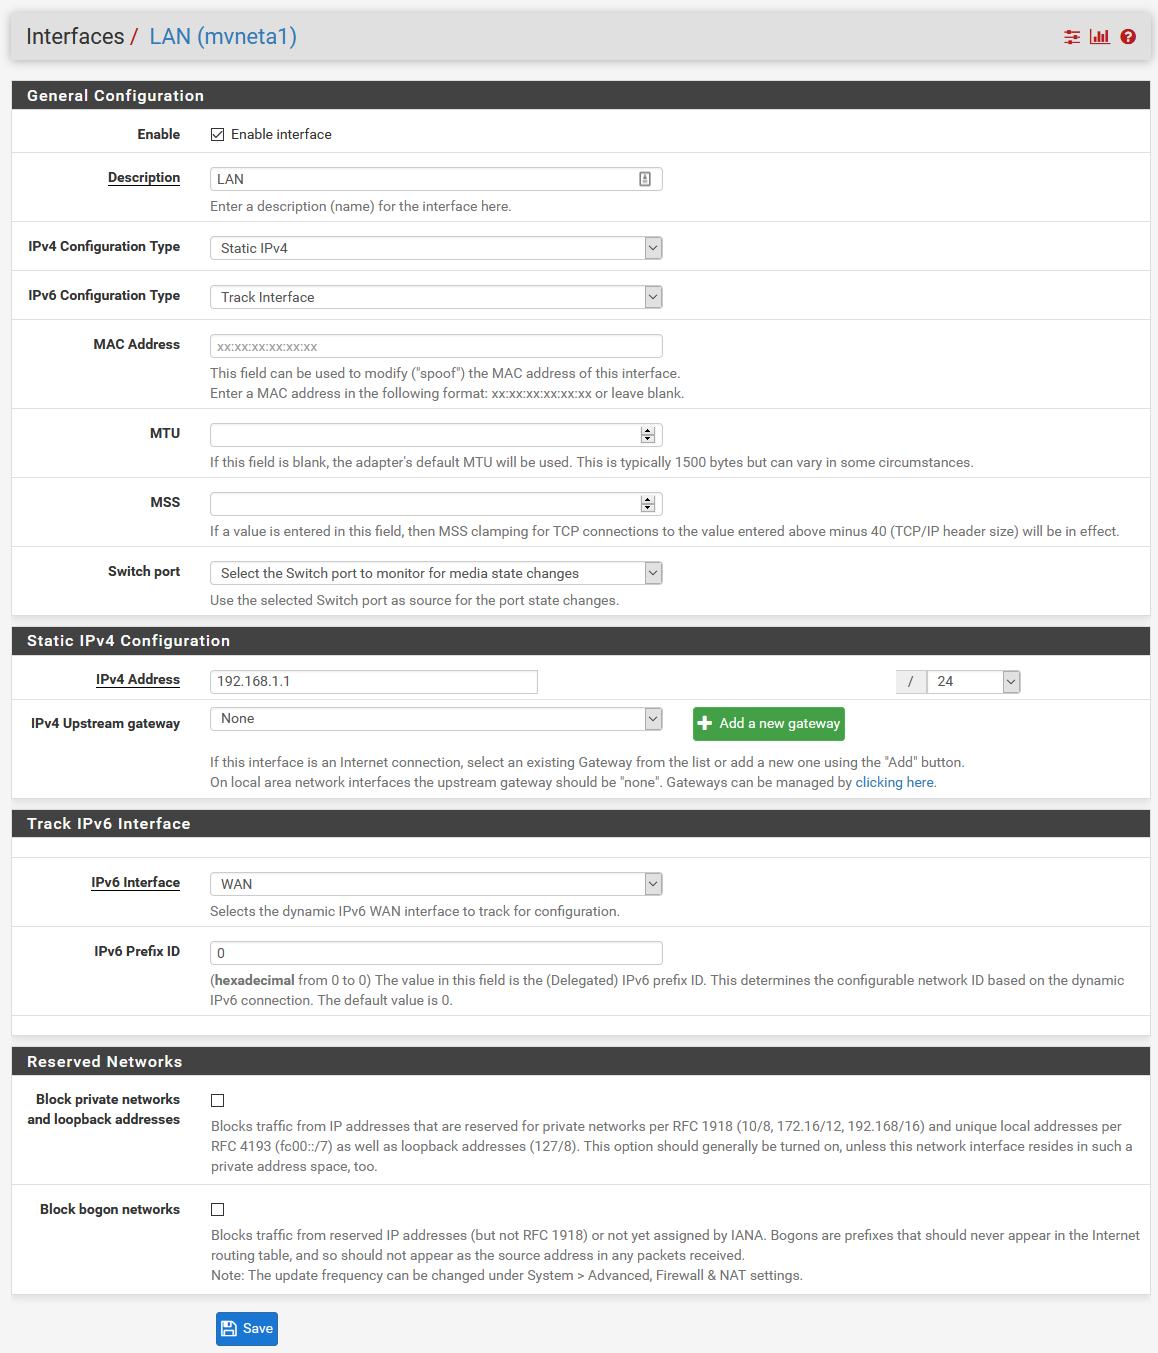 Interfaces / LAN (mvneta1)
General Configuration
Enable Enable interface
Description LAN
Enter a description (name) for the interface here.
IPv4 Configuration Type Static IPv4
IPv6 Configuration Type Track Interface
MAC Address xx:xx:xx:xx:xx:xx
This field can be used to modify ("spoof") the MAC address of this interface.
Enter a MAC address in the following format: xx:xx:xx:xx:xx:xx or leave blank.
MTU
If this field is blank, the adapter's default MTU will be used. This is typically 1500 bytes but can vary in some circumstances.
MSS
If a value is entered in this field, then MSS clamping for TCP connections to the value entered above minus 40 (TCP/IP header size) will be in effect.
Switch port Select the Switch port to monitor for media state changes
Use the selected Switch port as source for the port state changes.
Static IPv4 Configuration
IPv4 Address 192.168.1.1 / 24
IPv4 Upstream gateway None Add a new gateway
If this interface is an Internet connection, select an existing Gateway from the list or add a new one using the "Add" button.
On local area network interfaces the upstream gateway should be "none". Gateways can be managed by clicking here.
Track IPv6 Interface
IPv6 Interface WAN
Selects the dynamic IPv6 WAN interface to track for configuration.
IPv6 Prefix ID 0
(hexadecimal from 0 to 0) The value in this field is the (Delegated) IPv6 prefix ID. This determines the configurable network ID based on the dynamic
IPv6 connection. The default value is 0.
Reserved Networks
Block private networks
and loopback addresses
Blocks traffic from IP addresses that are reserved for private networks per RFC 1918 (10/8, 172.16/12, 192.168/16) and unique local addresses per
RFC 4193 (fc00::/7) as well as loopback addresses (127/8). This option should generally be turned on, unless this network interface resides in such a
private address space, too.
Block bogon networks
Blocks traffic from reserved IP addresses (but not RFC 1918) or not yet assigned by IANA. Bogons are prefixes that should never appear in the Internet
routing table, and so should not appear as the source address in any packets received.
Note: The update frequency can be changed under System > Advanced, Firewall & NAT settings.
Save